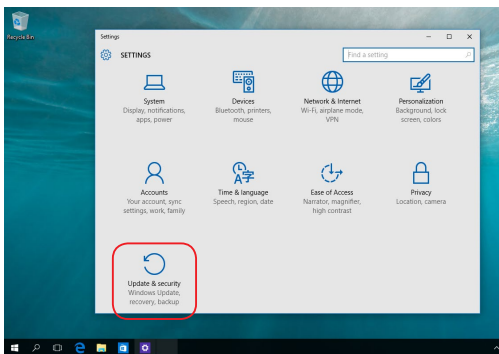 Recycle Bin
Settings
SETTINGS
Find a setting
System
Display, notifications,
apps, power
Devices
Bluetooth, printers,
mouse
Network & Internet
Wi-Fi, airplane mode,
VPN
Personalization
Background, lock
screen, colors
Accounts
Your account, sync
settings, work, family
Time & language
Speech, region, date
Ease of Access
Narrator, magnifier,
high contrast
Privacy
Location, camera
Update & security
Windows Update,
recovery, backup